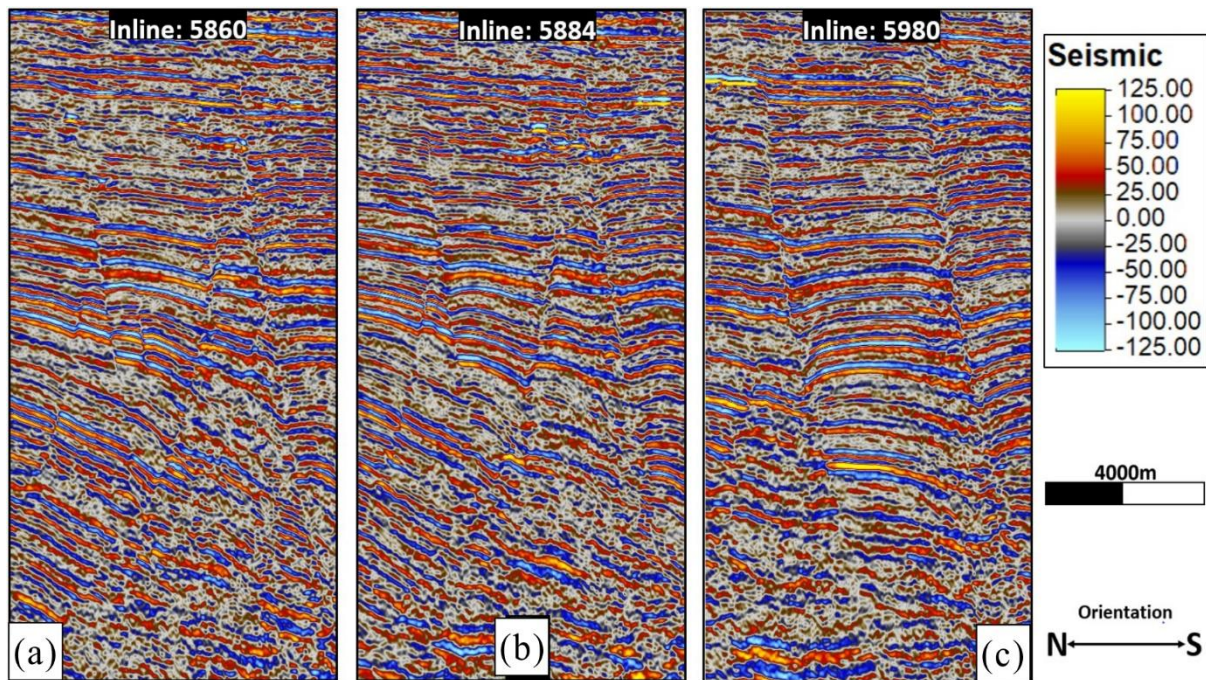 Inline: 5860
Inline: 5884
Inline: 5980
(a)
(b)
(c)
Seismic
125.00
100.00
75.00
50.00
25.00
0.00
-25.00
-50.00
-75.00
-100.00
-125.00
4000m
Orientation
N S